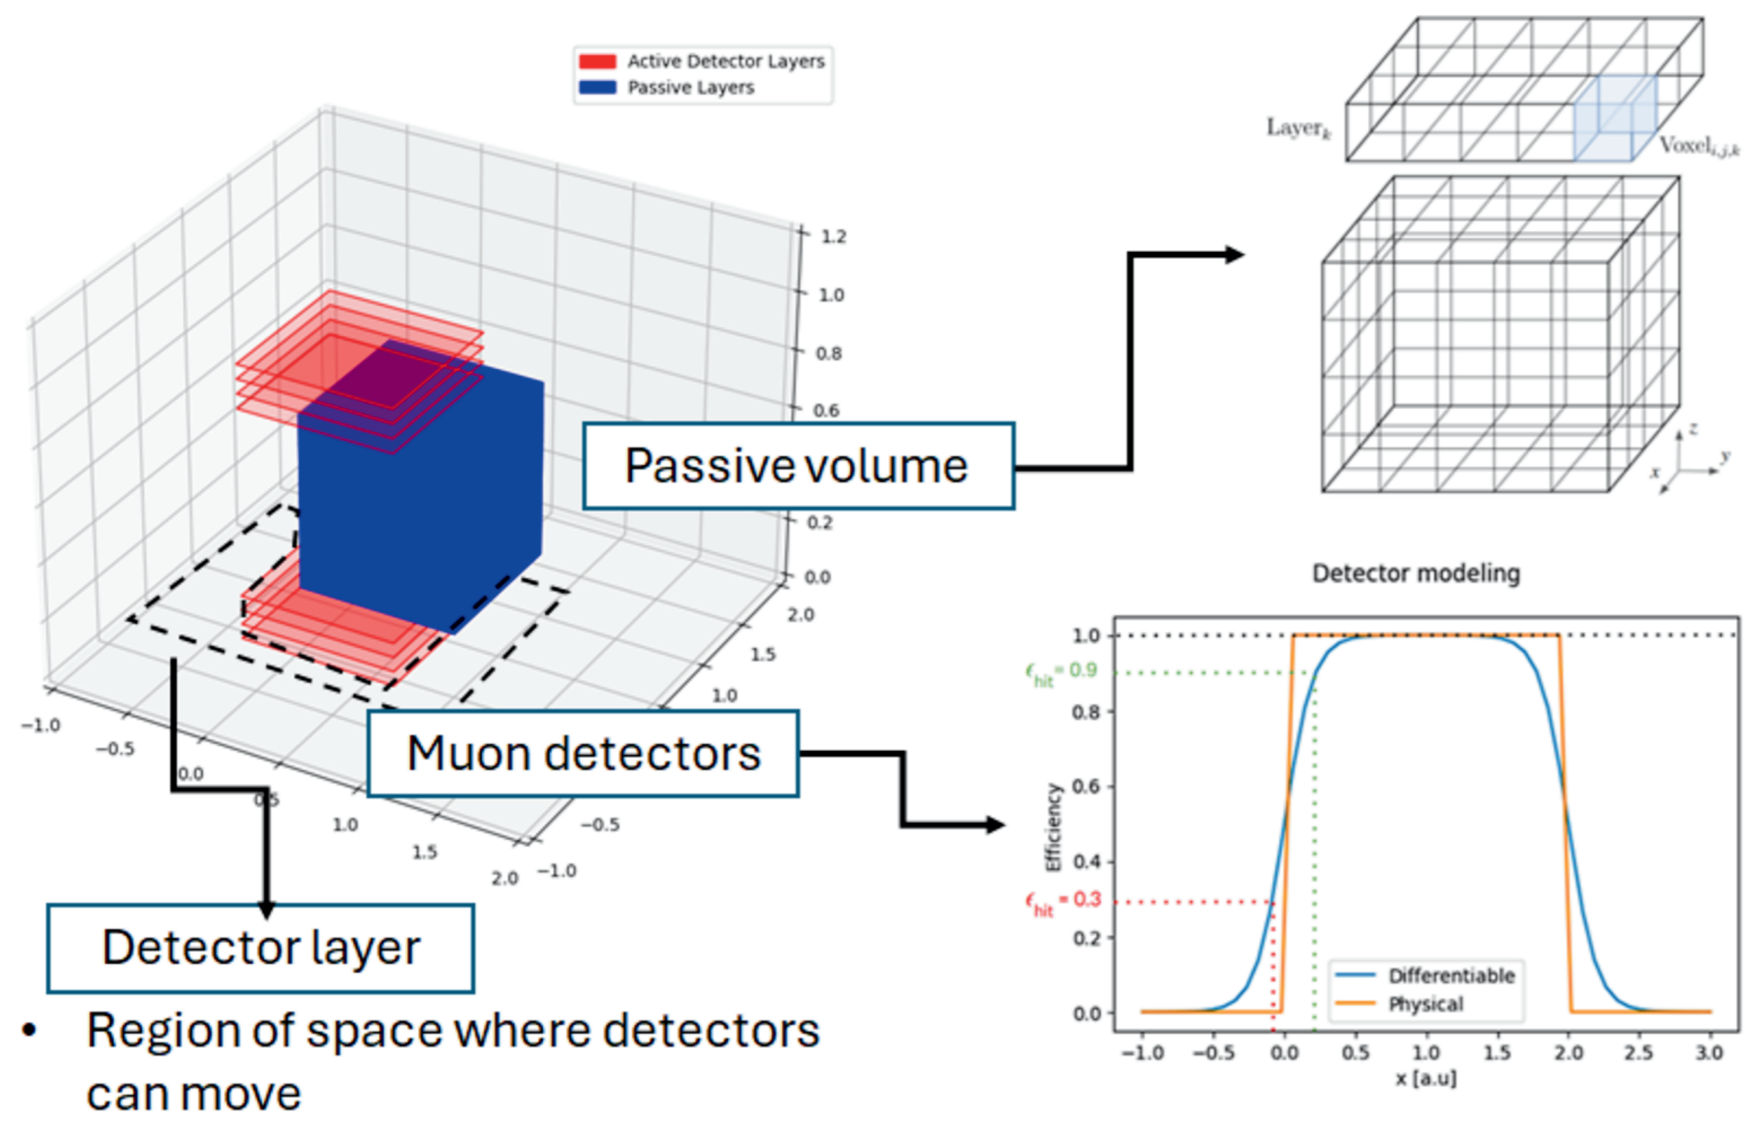 Active Detector Layers
Passive Layers
1.2
1.0
0.8
0.6
0.2
0.0
2.0
1.5
1.0
−0.5
−1.0
−1.0
−0.5
0.0
0.5
1.0
1.5
2.0
Passive volume
Muon detectors
Detector layer
• Region of space where detectors
can move
Layerₖ
Voxelᵢ,ⱼ,ₖ
z
y
x
Detector modeling
1.0
ϵhit = 0.9
0.8
0.6
0.4
ϵhit = 0.3
0.2
0.0
Efficiency
Differentiable
Physical
−1.0 −0.5 0.0 0.5 1.0 1.5 2.0 2.5 3.0
x [a.u]